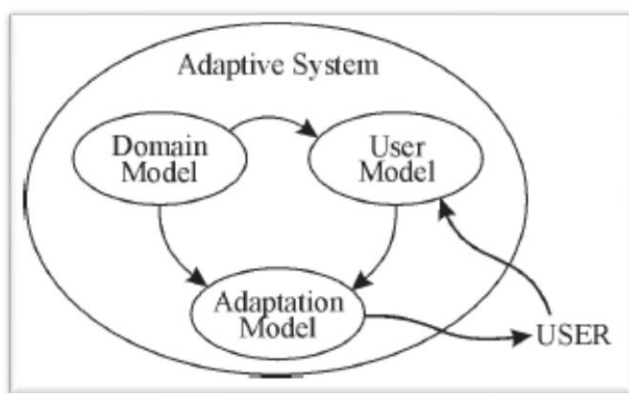 Adaptive System
Domain
Model
User
Model
Adaptation
Model
USER